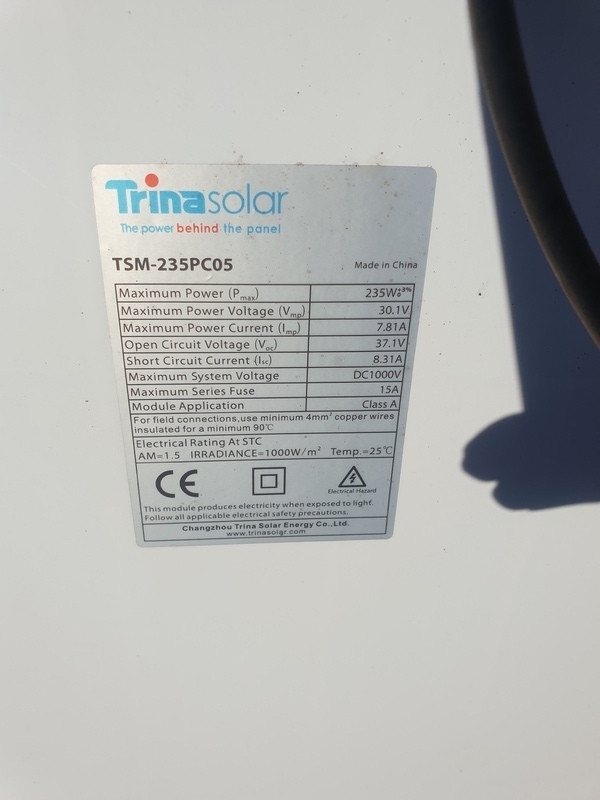 Trinasolar
The power behind the panel
TSM-235PC05 Made in China
Maximum Power (Pmax) 235W+3%/0
Maximum Power Voltage (Vmp) 30.1V
Maximum Power Current (Imp) 7.81A
Open Circuit Voltage (Voc) 37.1V
Short Circuit Current (Isc) 8.31A
Maximum System Voltage DC1000V
Maximum Series Fuse 15A
Module Application Class A
For field connections,use minimum 4mm² copper wires
insulated for a minimum 90℃
Electrical Rating At STC
AM=1.5 IRRADIANCE=1000W/m² Temp.=25℃
CE
Electrical Hazard
This module produces electricity when exposed to light.
Follow all applicable electrical safety precautions.
Changzhou Trina Solar Energy Co.,Ltd.
www.trinasolar.com